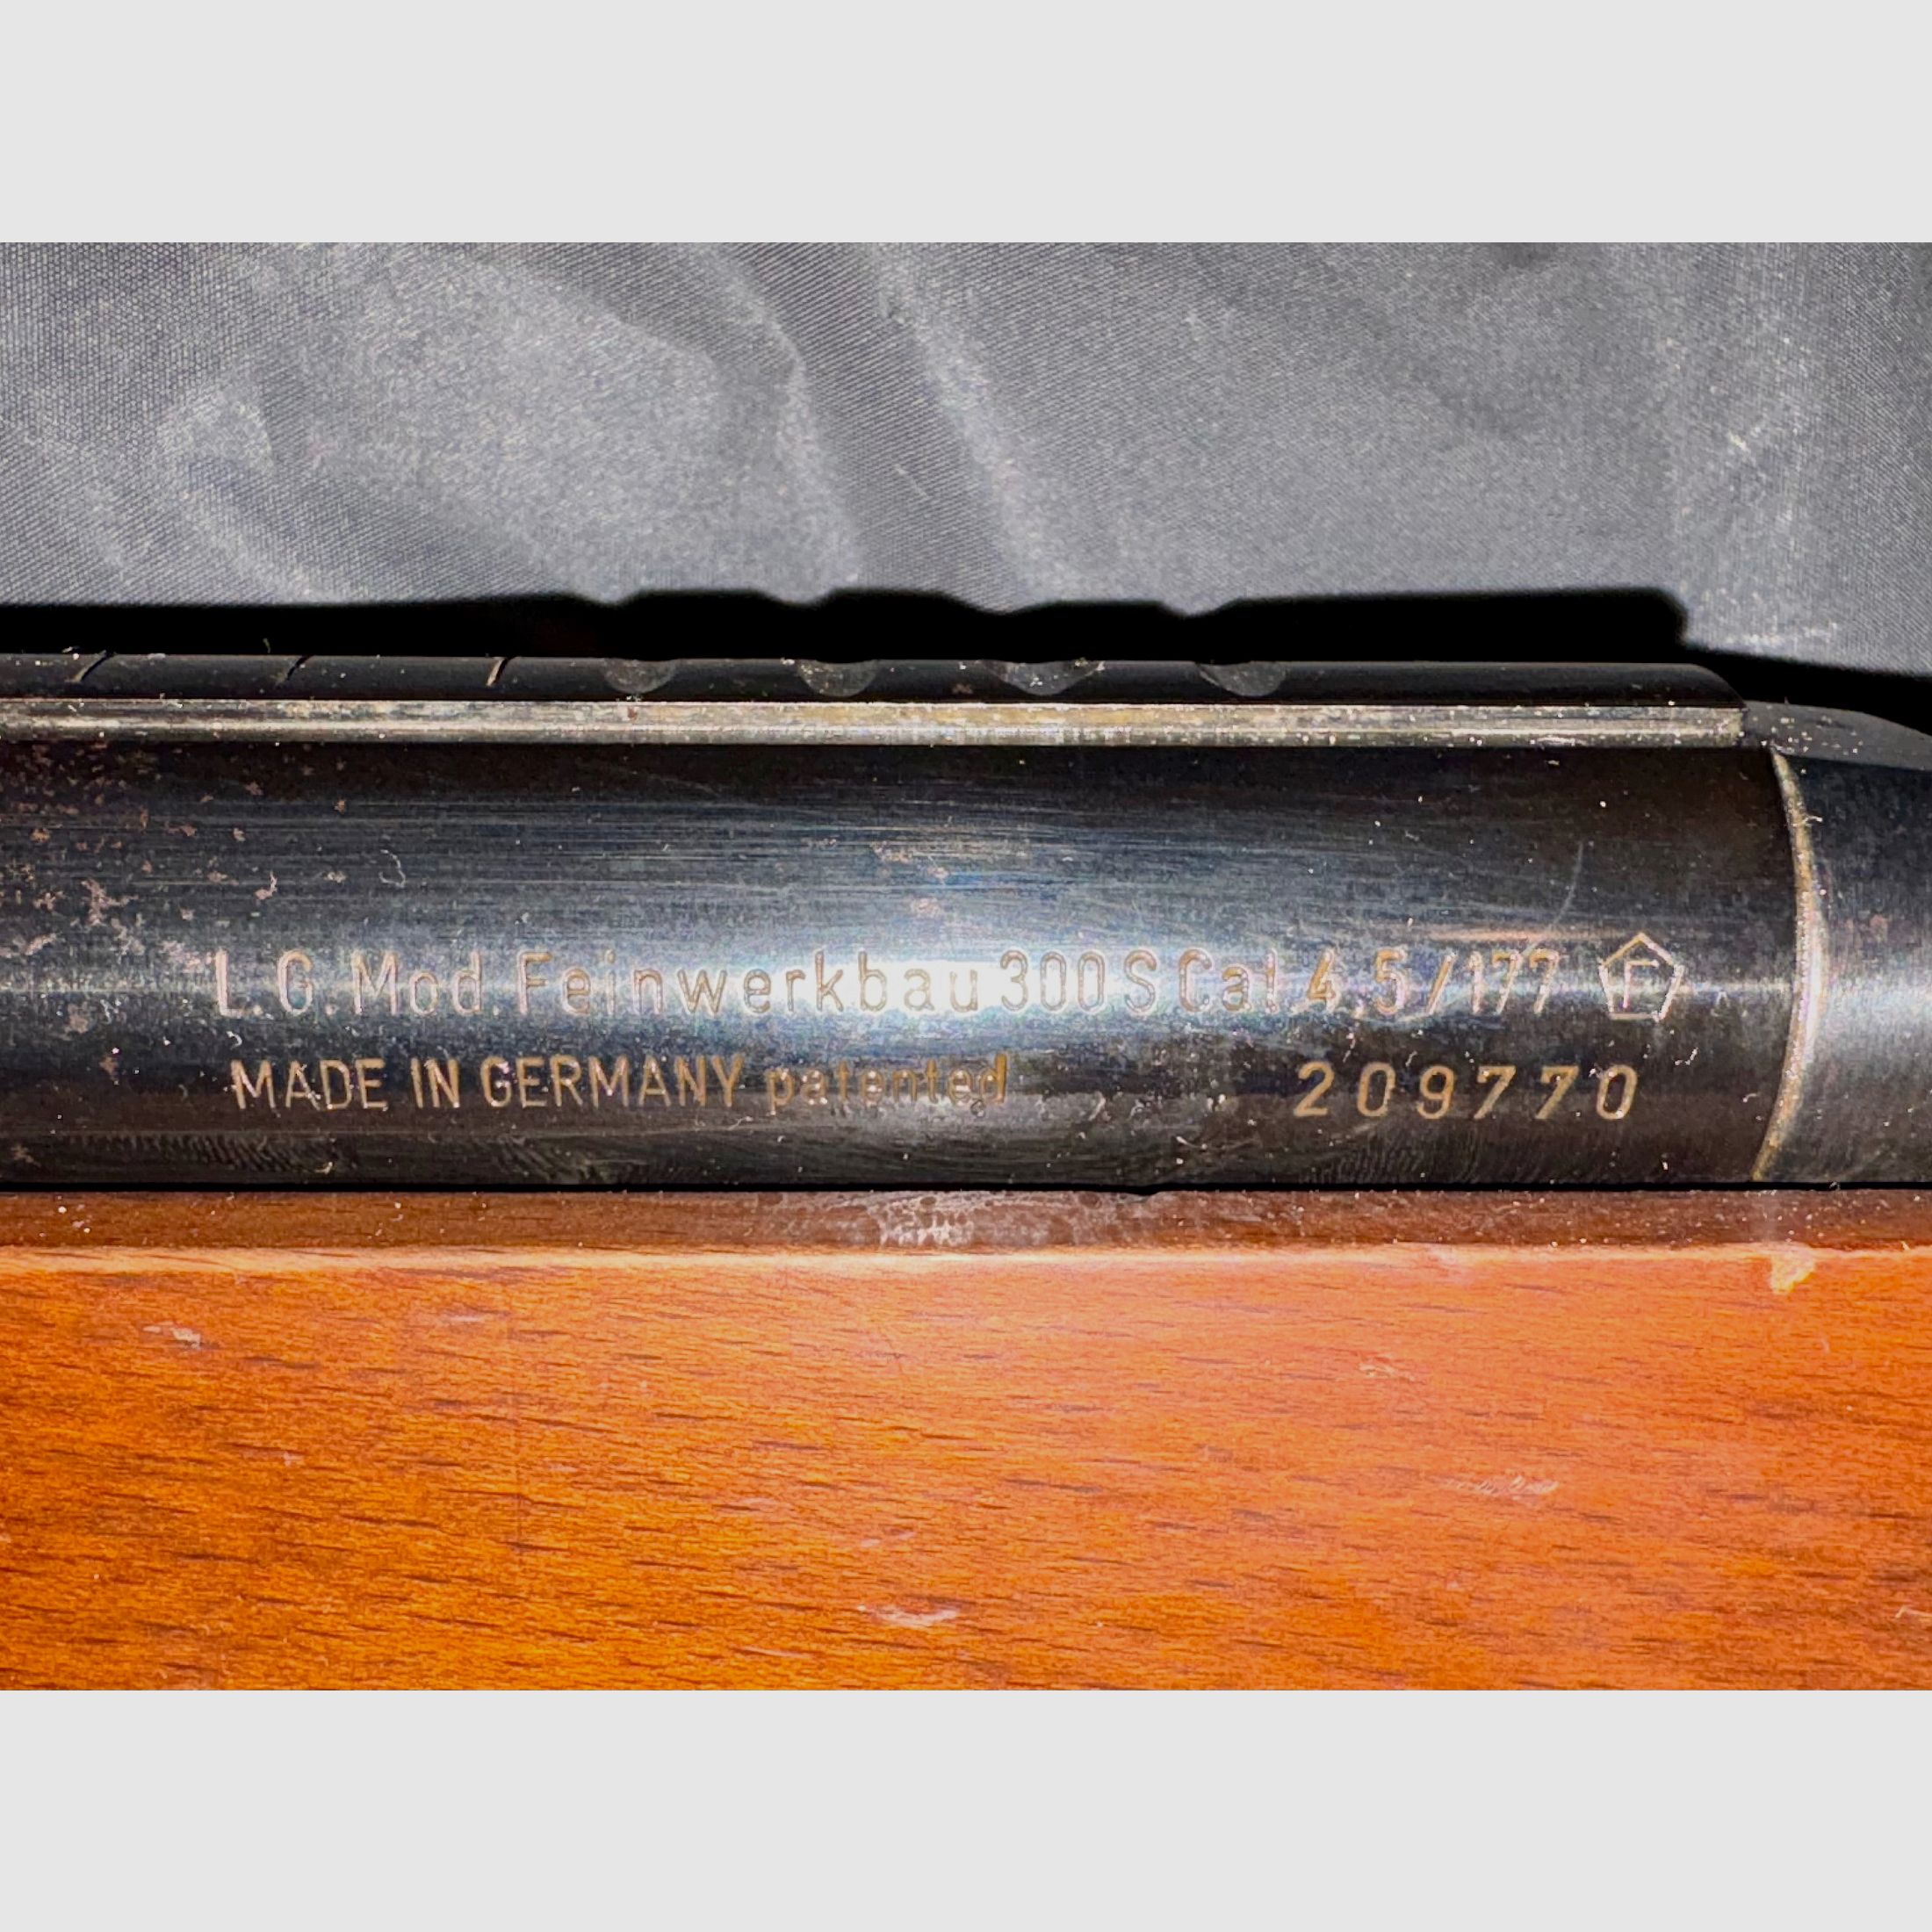 L.G. Mod. Feinwerkbau 300 S Cal 4,5/177 F
MADE IN GERMANY patented 209770